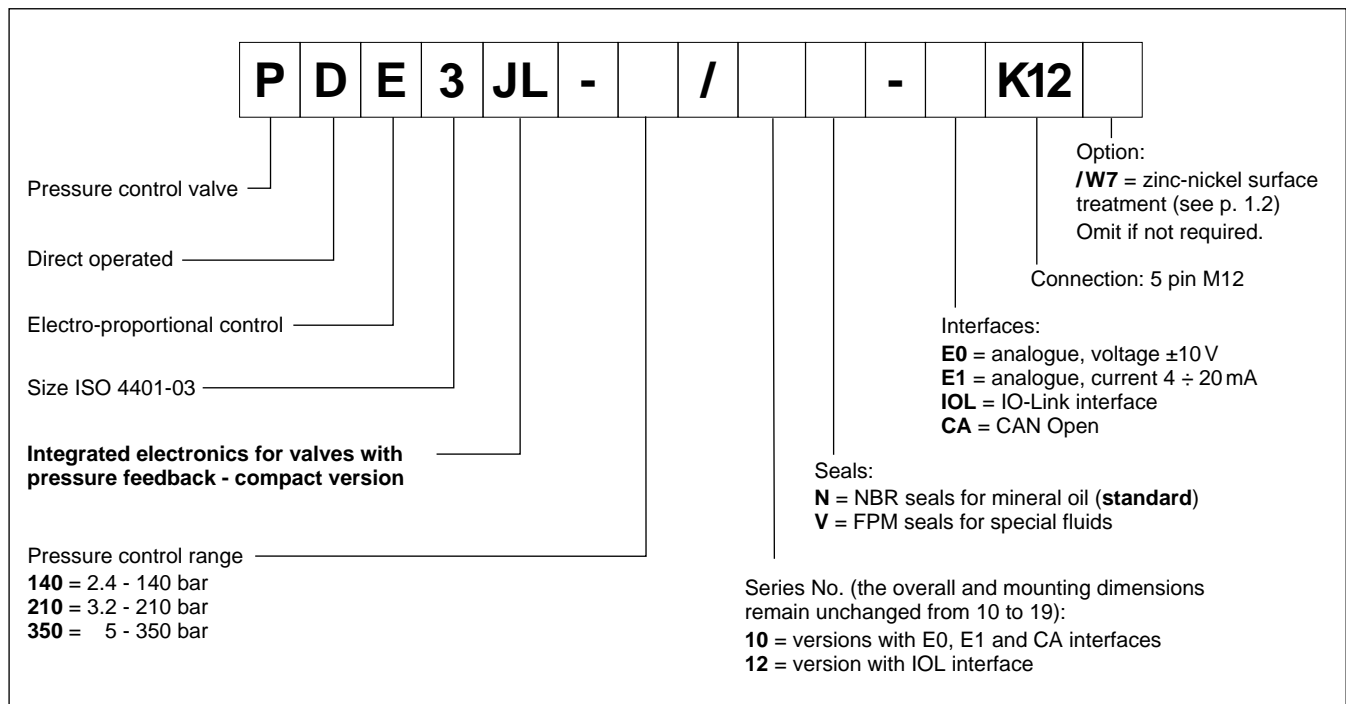 P D E 3 JL - / - K12
Option:
/W7 = zinc-nickel surface
treatment (see p. 1.2)
Omit if not required.
Pressure control valve
Direct operated
Connection: 5 pin M12
Electro-proportional control
Interfaces:
E0 = analogue, voltage ±10 V
E1 = analogue, current 4 ÷ 20 mA
IOL = IO-Link interface
CA = CAN Open
Size ISO 4401-03
Integrated electronics for valves with
pressure feedback - compact version
Seals:
N = NBR seals for mineral oil (standard)
V = FPM seals for special fluids
Pressure control range
140 = 2.4 - 140 bar
210 = 3.2 - 210 bar
350 = 5 - 350 bar
Series No. (the overall and mounting dimensions
remain unchanged from 10 to 19):
10 = versions with E0, E1 and CA interfaces
12 = version with IOL interface